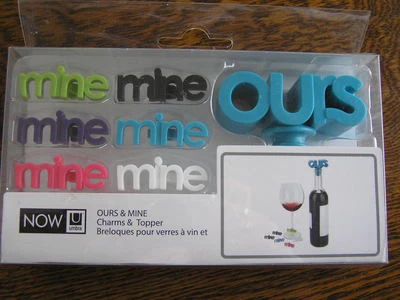 mine mine ours
mine mine
mine mine
ours
NOW U
umbra
OURS & MINE
Charms & Topper
Breloques pour verres à vin et